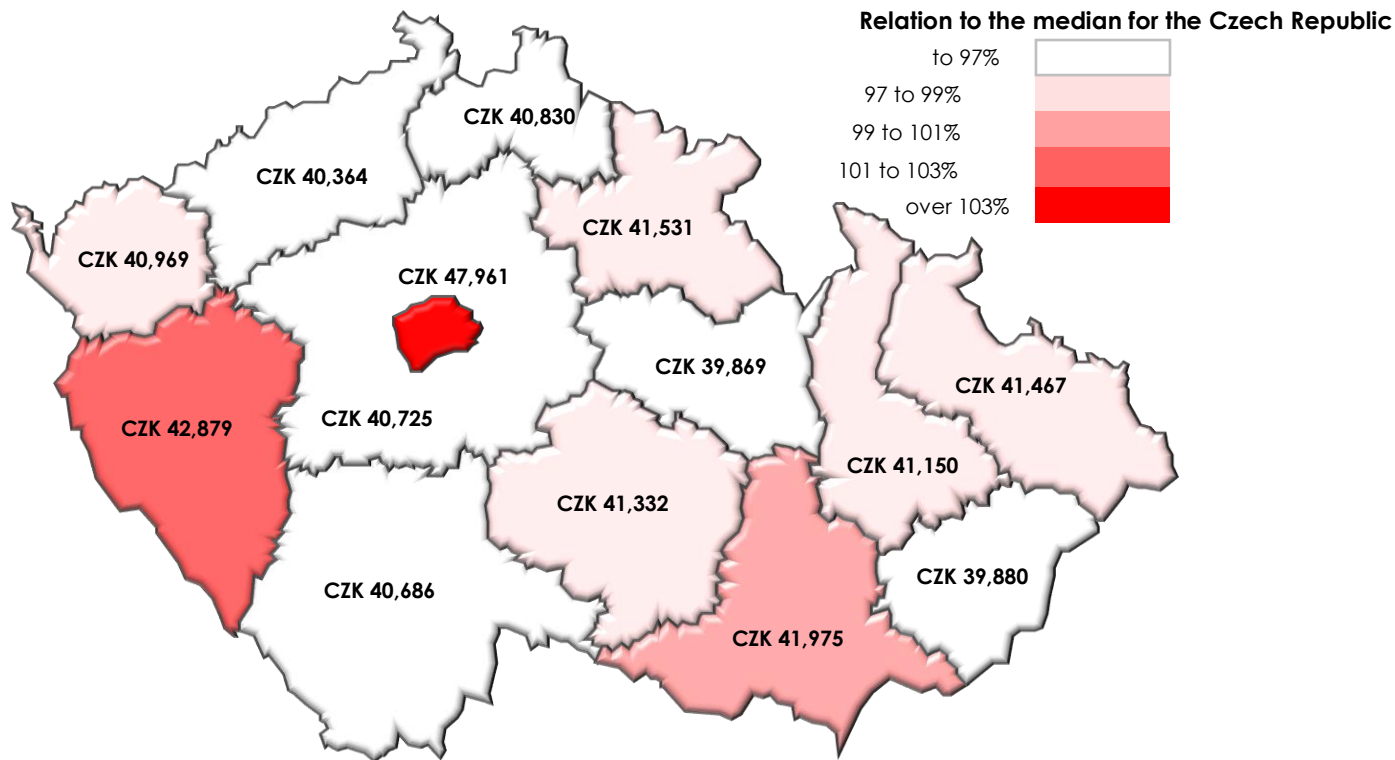 Relation to the median for the Czech Republic
to 97%
97 to 99%
99 to 101%
101 to 103%
over 103%
CZK 40,830
CZK 40,364
CZK 41,531
CZK 40,969
CZK 47,961
CZK 39,869
CZK 41,467
CZK 42,879
CZK 40,725
CZK 41,150
CZK 41,332
CZK 39,880
CZK 40,686
CZK 41,975